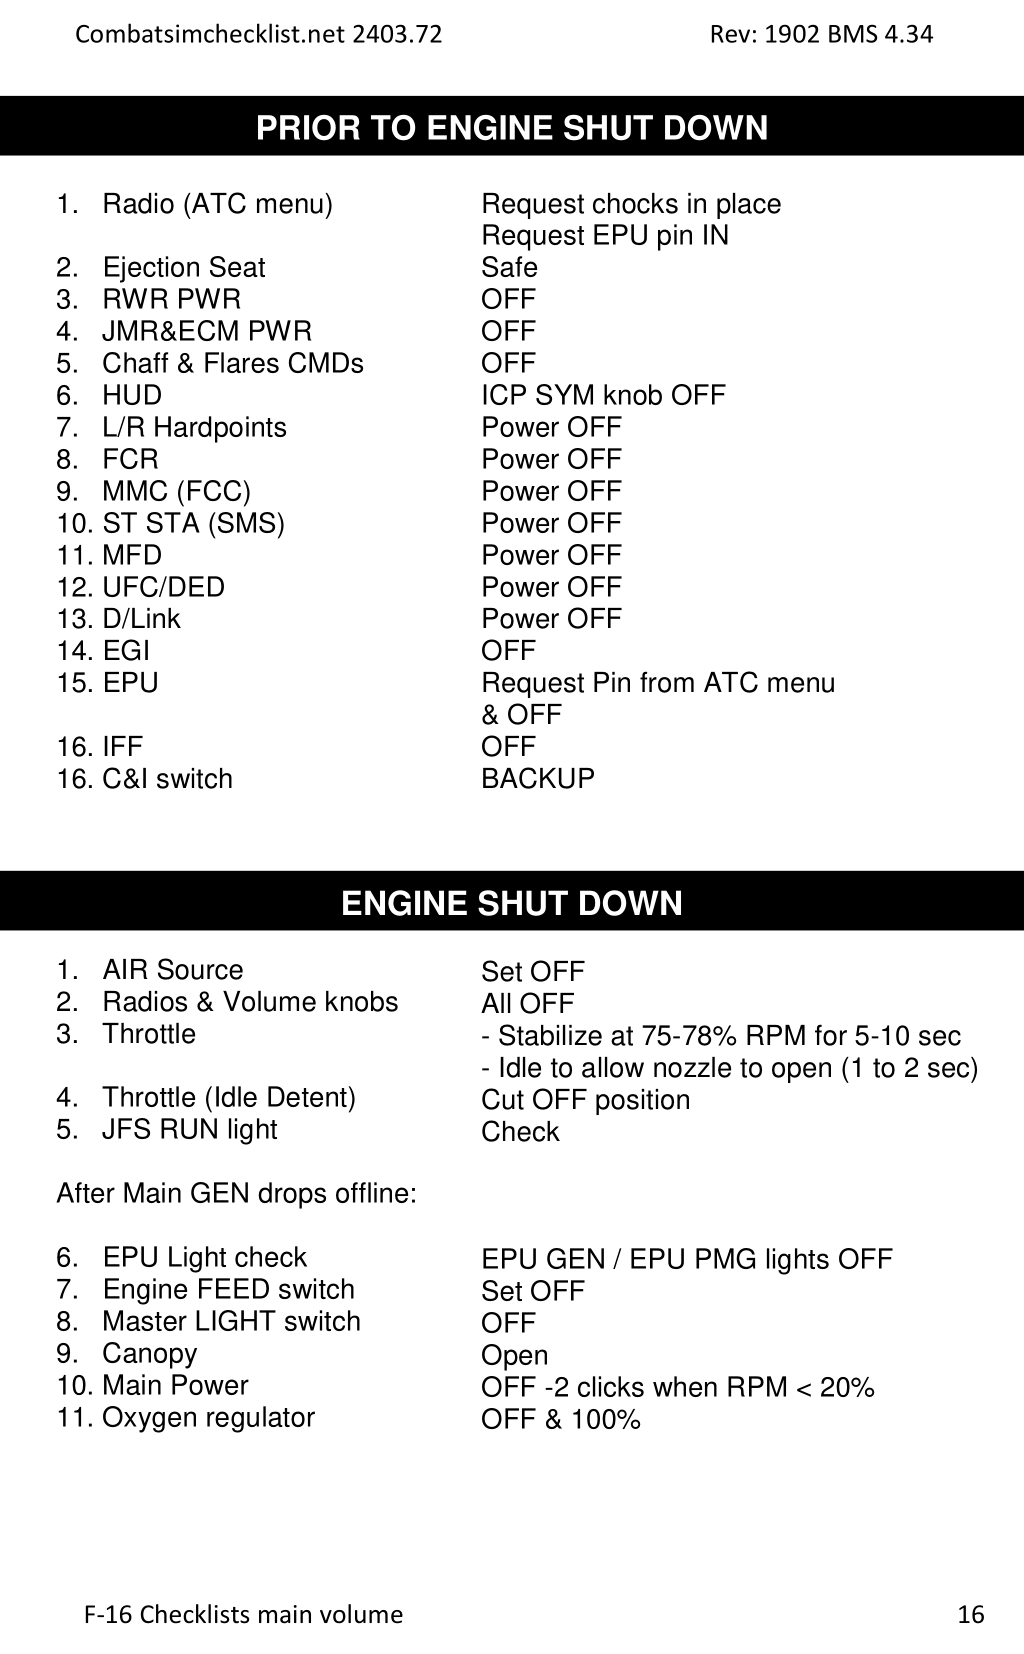 Combatsimchecklist.net 2403.72 Rev: 1902 BMS 4.34
PRIOR TO ENGINE SHUT DOWN
1. Radio (ATC menu) Request chocks in place
Request EPU pin IN
2. Ejection Seat Safe
3. RWR PWR OFF
4. JMR&ECM PWR OFF
5. Chaff & Flares CMDs OFF
6. HUD ICP SYM knob OFF
7. L/R Hardpoints Power OFF
8. FCR Power OFF
9. MMC (FCC) Power OFF
10. ST STA (SMS) Power OFF
11. MFD Power OFF
12. UFC/DED Power OFF
13. D/Link Power OFF
14. EGI OFF
15. EPU Request Pin from ATC menu
& OFF
16. IFF OFF
16. C&I switch BACKUP
ENGINE SHUT DOWN
1. AIR Source Set OFF
2. Radios & Volume knobs All OFF
3. Throttle - Stabilize at 75-78% RPM for 5-10 sec
- Idle to allow nozzle to open (1 to 2 sec)
4. Throttle (Idle Detent) Cut OFF position
5. JFS RUN light Check
After Main GEN drops offline:
6. EPU Light check EPU GEN / EPU PMG lights OFF
7. Engine FEED switch Set OFF
8. Master LIGHT switch OFF
9. Canopy Open
10. Main Power OFF -2 clicks when RPM < 20%
11. Oxygen regulator OFF & 100%
F-16 Checklists main volume 16